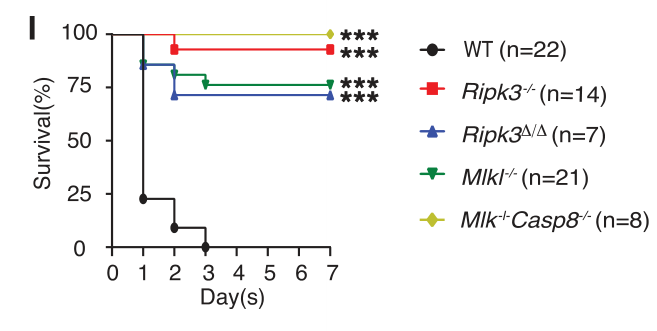 I
Survival(%)
100
75
50
25
0
0 1 2 3 4 5 6 7
Day(s)
***
***
***
***
WT (n=22)
Ripk3-/- (n=14)
Ripk3Δ/Δ (n=7)
Mlkl-/- (n=21)
Mlk-l-Casp8-/- (n=8)